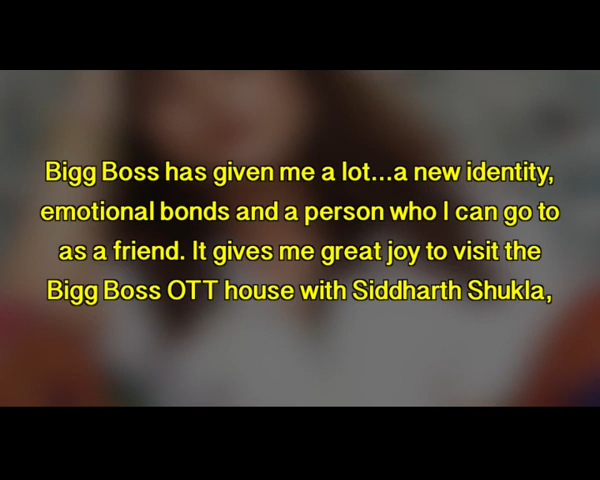 Bigg Boss has given me a lot...a new identity,
emotional bonds and a person who I can go to
as a friend. It gives me great joy to visit the
Bigg Boss OTT house with Siddharth Shukla,